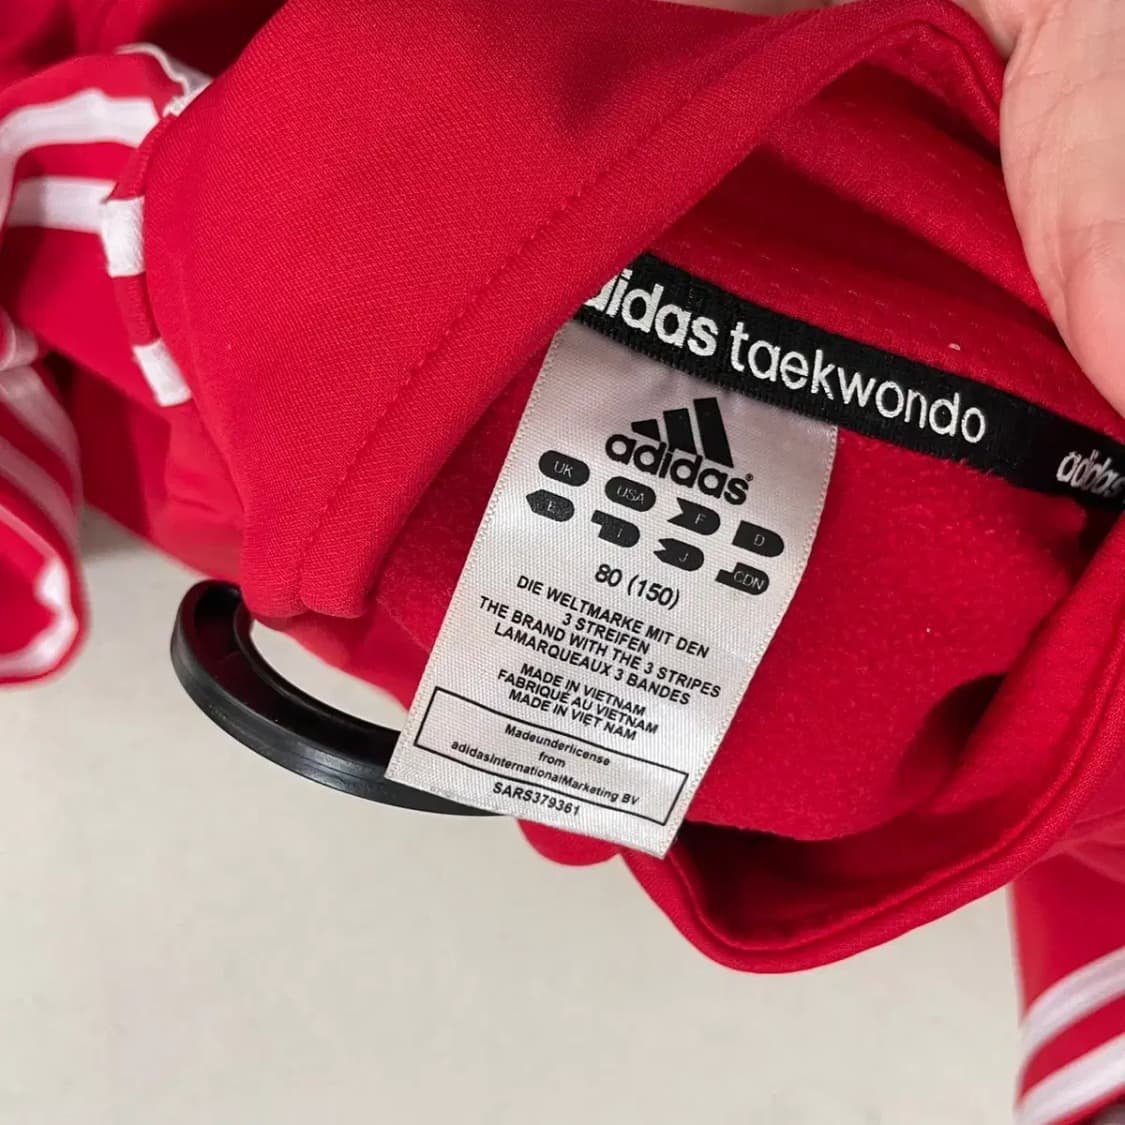 adidas taekwondo
adidas
adidas®
UK USA F D
E I J CDN
80 (150)
DIE WELTMARKE MIT DEN
3 STREIFEN
THE BRAND WITH THE 3 STRIPES
LAMARQUEAUX 3 BANDES
MADE IN VIETNAM
FABRIQUÉ AU VIETNAM
MADE IN VIET NAM
Madeunderlicense
from
adidasInternationalMarketing BV
SARS379361